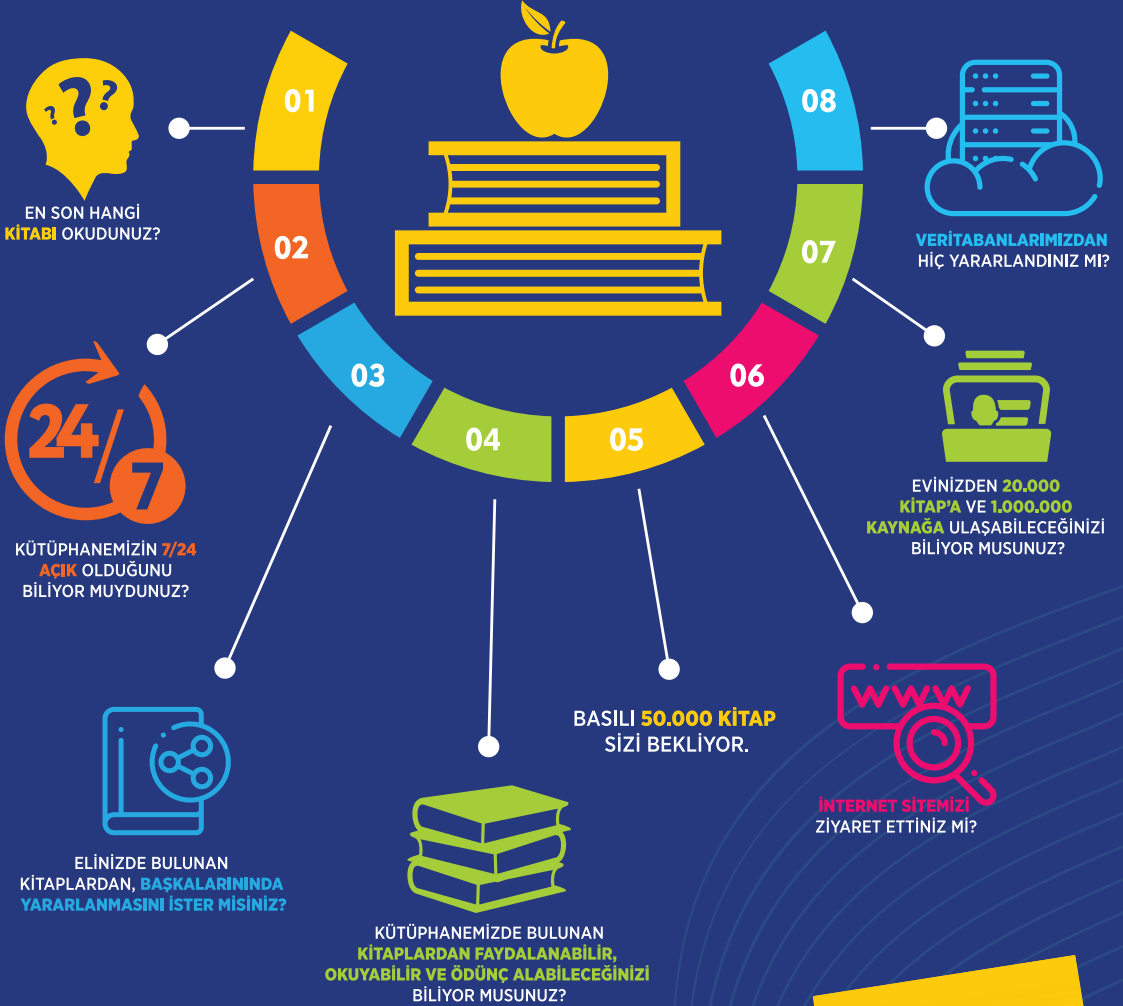 01
EN SON HANGİ
KİTABI OKUDUNUZ?
02
24/7
KÜTÜPHANEMİZİN 7/24
AÇIK OLDUĞUNU
BİLİYOR MUYDUNUZ?
03
ELİNİZDE BULUNAN
KİTAPLARDAN, BAŞKALARININDA
YARARLANMASINI İSTER MİSİNİZ?
04
KÜTÜPHANEMİZDE BULUNAN
KİTAPLARDAN FAYDALANABİLİR,
OKUYABİLİR VE ÖDÜNÇ ALABİLECEĞİNİZİ
BİLİYOR MUSUNUZ?
05
BASILI 50.000 KİTAP
SİZİ BEKLİYOR.
06
WWW
İNTERNET SİTEMİZİ
ZİYARET ETTİNİZ Mİ?
07
EVİNİZDEN 20.000
KİTAP'A VE 1.000.000
KAYNAĞA ULAŞABİLECEĞİNİZİ
BİLİYOR MUSUNUZ?
08
VERİTABANLARIMIZDAN
HİÇ YARARLANDINIZ MI?
???